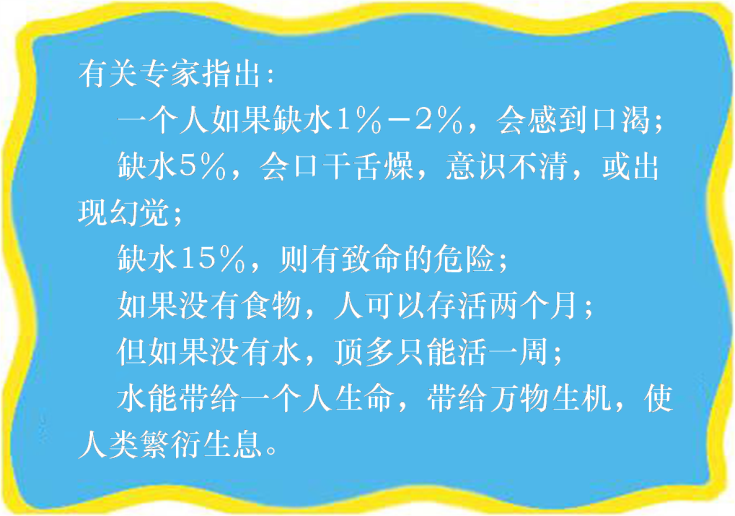 有关专家指出:
一个人如果缺水1%－2%，会感到口渴；
缺水5%，会口干舌燥，意识不清，或出
现幻觉；
缺水15%，则有致命的危险；
如果没有食物，人可以存活两个月；
但如果没有水，顶多只能活一周；
水能带给一个人生命，带给万物生机，使
人类繁衍生息。